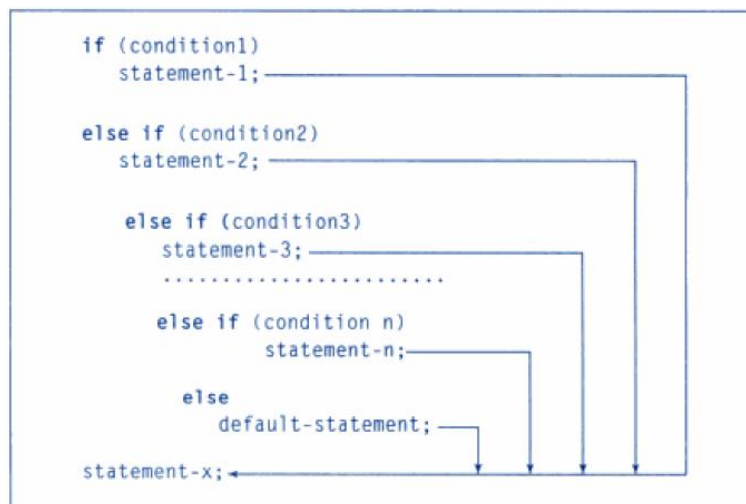 if (condition1)
statement-1;
else if (condition2)
statement-2;
else if (condition3)
statement-3;
........................
else if (condition n)
statement-n;
else
default-statement;
statement-x;